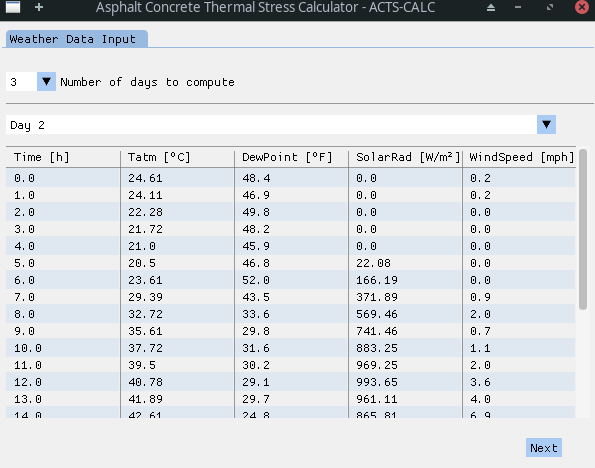 Asphalt Concrete Thermal Stress Calculator - ACTS-CALC
Weather Data Input
3 Number of days to compute
Day 2
Time [h] Tatm [ºC] DewPoint [ºF] SolarRad [W/m²] WindSpeed [mph]
0.0 24.61 48.4 0.0 0.2
1.0 24.11 46.9 0.0 0.2
2.0 22.28 49.8 0.0 0.0
3.0 21.72 48.2 0.0 0.0
4.0 21.0 45.9 0.0 0.0
5.0 20.5 46.8 22.08 0.0
6.0 23.61 52.0 166.19 0.0
7.0 29.39 43.5 371.89 0.9
8.0 32.72 33.6 569.46 2.0
9.0 35.61 29.8 741.46 0.7
10.0 37.72 31.6 883.25 1.1
11.0 39.5 30.2 969.25 2.0
12.0 40.78 29.1 993.65 3.6
13.0 41.89 29.7 961.11 4.0
14.0 42.61 24.8 865.81 6.9
Next